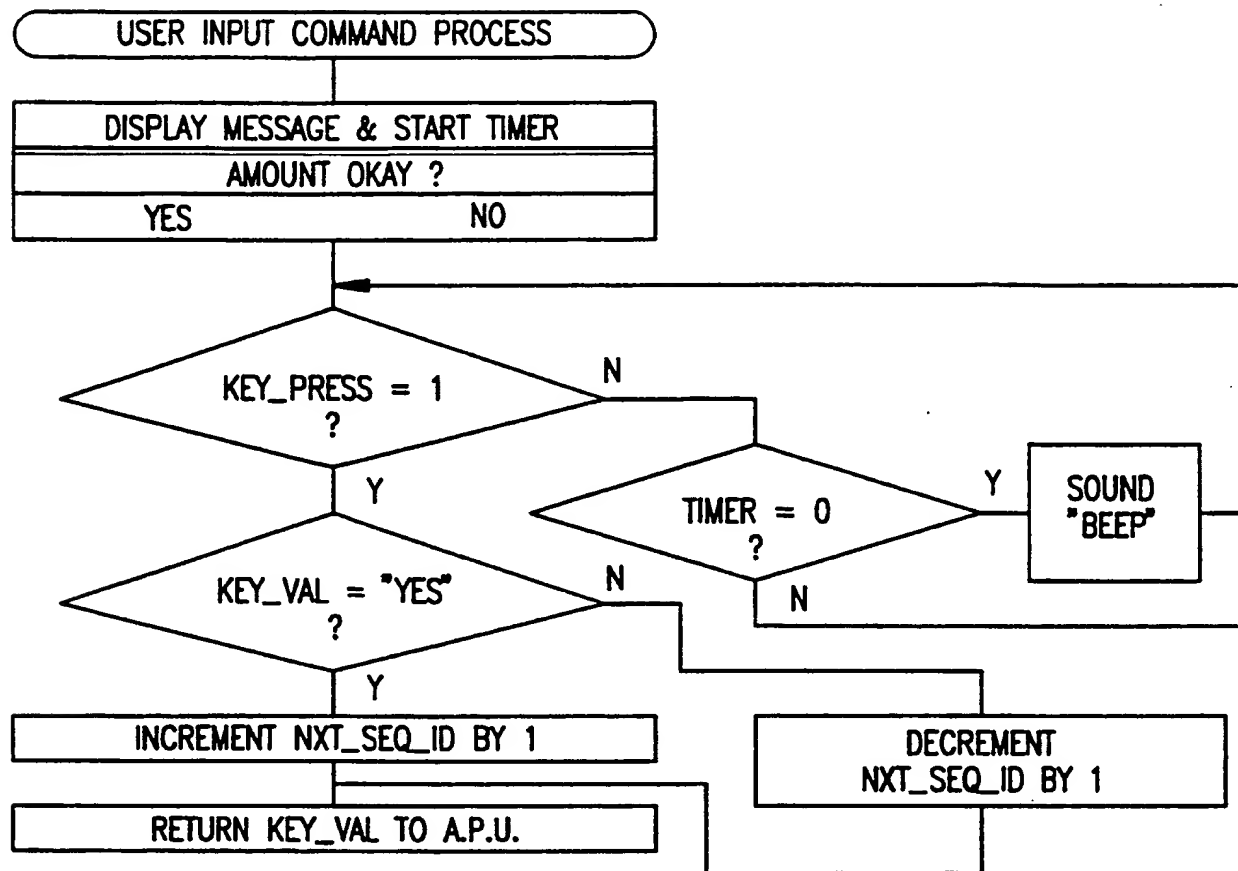 USER INPUT COMMAND PROCESS
DISPLAY MESSAGE & START TIMER
AMOUNT OKAY ?
YES NO
KEY_PRESS = 1
?
N
Y
TIMER = 0
?
Y
N
SOUND
"BEEP"
KEY_VAL = "YES"
?
N
Y
INCREMENT NXT_SEQ_ID BY 1
DECREMENT
NXT_SEQ_ID BY 1
RETURN KEY_VAL TO A.P.U.